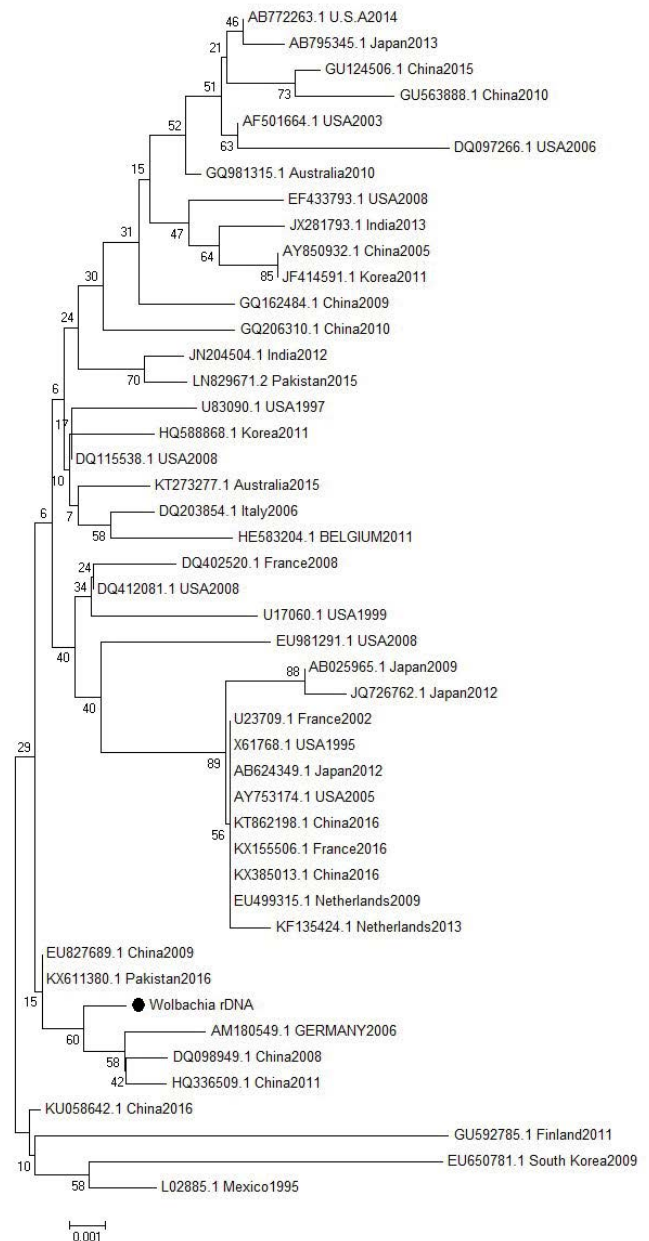 AB772263.1 U.S.A2014
46
AB795345.1 Japan2013
21
GU124506.1 China2015
51
73
GU563888.1 China2010
AF501664.1 USA2003
52
63
DQ097266.1 USA2006
15
GQ981315.1 Australia2010
EF433793.1 USA2008
47
JX281793.1 India2013
31
64
AY850932.1 China2005
85
JF414591.1 Korea2011
30
GQ162484.1 China2009
24
GQ206310.1 China2010
JN204504.1 India2012
70
LN829671.2 Pakistan2015
6
U83090.1 USA1997
17
HQ588868.1 Korea2011
DQ115538.1 USA2008
10
KT273277.1 Australia2015
6
7
DQ203854.1 Italy2006
58
HE583204.1 BELGIUM2011
24
DQ402520.1 France2008
34
DQ412081.1 USA2008
U17060.1 USA1999
40
EU981291.1 USA2008
88
AB025965.1 Japan2009
40
JQ726762.1 Japan2012
U23709.1 France2002
29
X61768.1 USA1995
89
AB624349.1 Japan2012
AY753174.1 USA2005
56
KT862198.1 China2016
KX155506.1 France2016
KX385013.1 China2016
EU499315.1 Netherlands2009
KF135424.1 Netherlands2013
EU827689.1 China2009
KX611380.1 Pakistan2016
15
Wolbachia rDNA
60
AM180549.1 GERMANY2006
58
DQ098949.1 China2008
42
HQ336509.1 China2011
KU058642.1 China2016
GU592785.1 Finland2011
10
EU650781.1 South Korea2009
58
L02885.1 Mexico1995
0.001